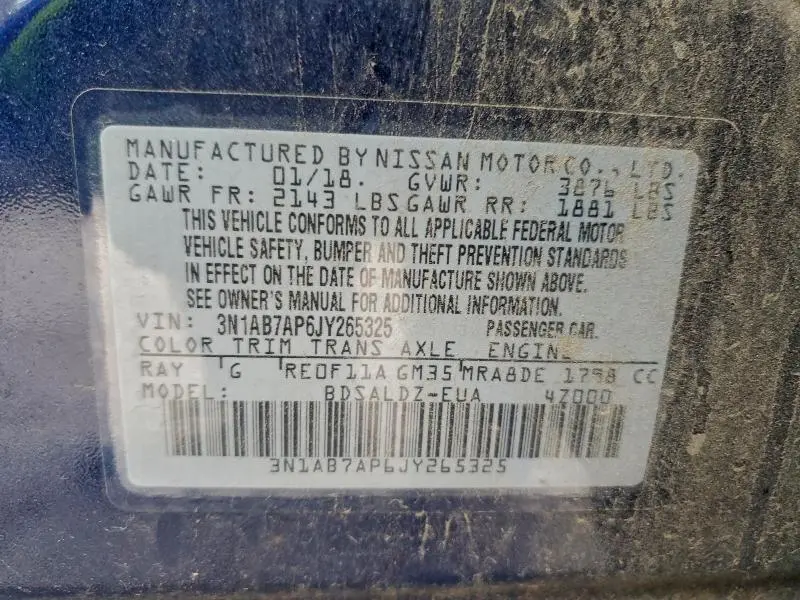 MANUFACTURED BY NISSAN MOTOR CO., LTD.
DATE: 01/18. GVWR: 3876 LBS
GAWR FR: 2143 LBS GAWR RR: 1881 LBS
THIS VEHICLE CONFORMS TO ALL APPLICABLE FEDERAL MOTOR
VEHICLE SAFETY, BUMPER AND THEFT PREVENTION STANDARDS
IN EFFECT ON THE DATE OF MANUFACTURE SHOWN ABOVE.
SEE OWNER'S MANUAL FOR ADDITIONAL INFORMATION.
VIN: 3N1AB7AP6JY265325 PASSENGER CAR.
COLOR TRIM TRANS AXLE ENGINE
RAY G RE0F11A GM35 MRA8DE 1798 CC
MODEL: BDSALDZ-EUA 4Z000
3N1AB7AP6JY265325